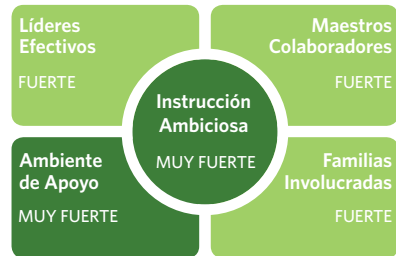 Líderes
Efectivos
FUERTE
Maestros
Colaboradores
FUERTE
Instrucción
Ambiciosa
MUY FUERTE
Ambiente
de Apoyo
MUY FUERTE
Familias
Involucradas
FUERTE